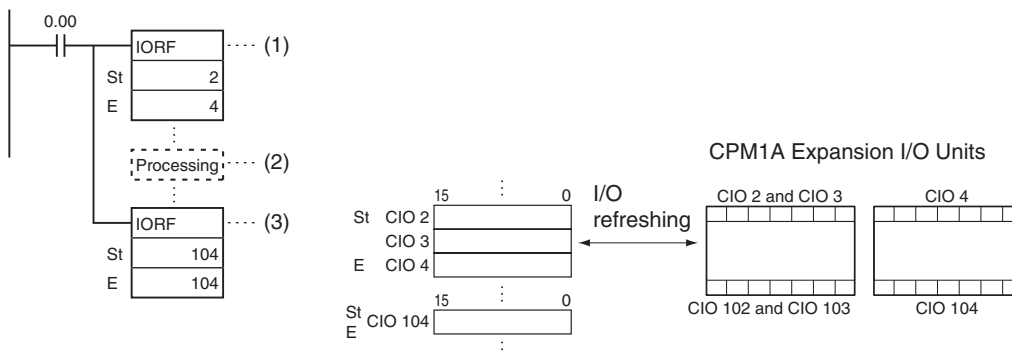 0.00
IORF
(1)
St 2
E 4
Processing
(2)
IORF
(3)
St 104
E 104
15 0
St CIO 2
CIO 3
E CIO 4
15 0
St
E
CIO 104
I/O
refreshing
CPM1A Expansion I/O Units
CIO 2 and CIO 3
CIO 4
CIO 102 and CIO 103
CIO 104